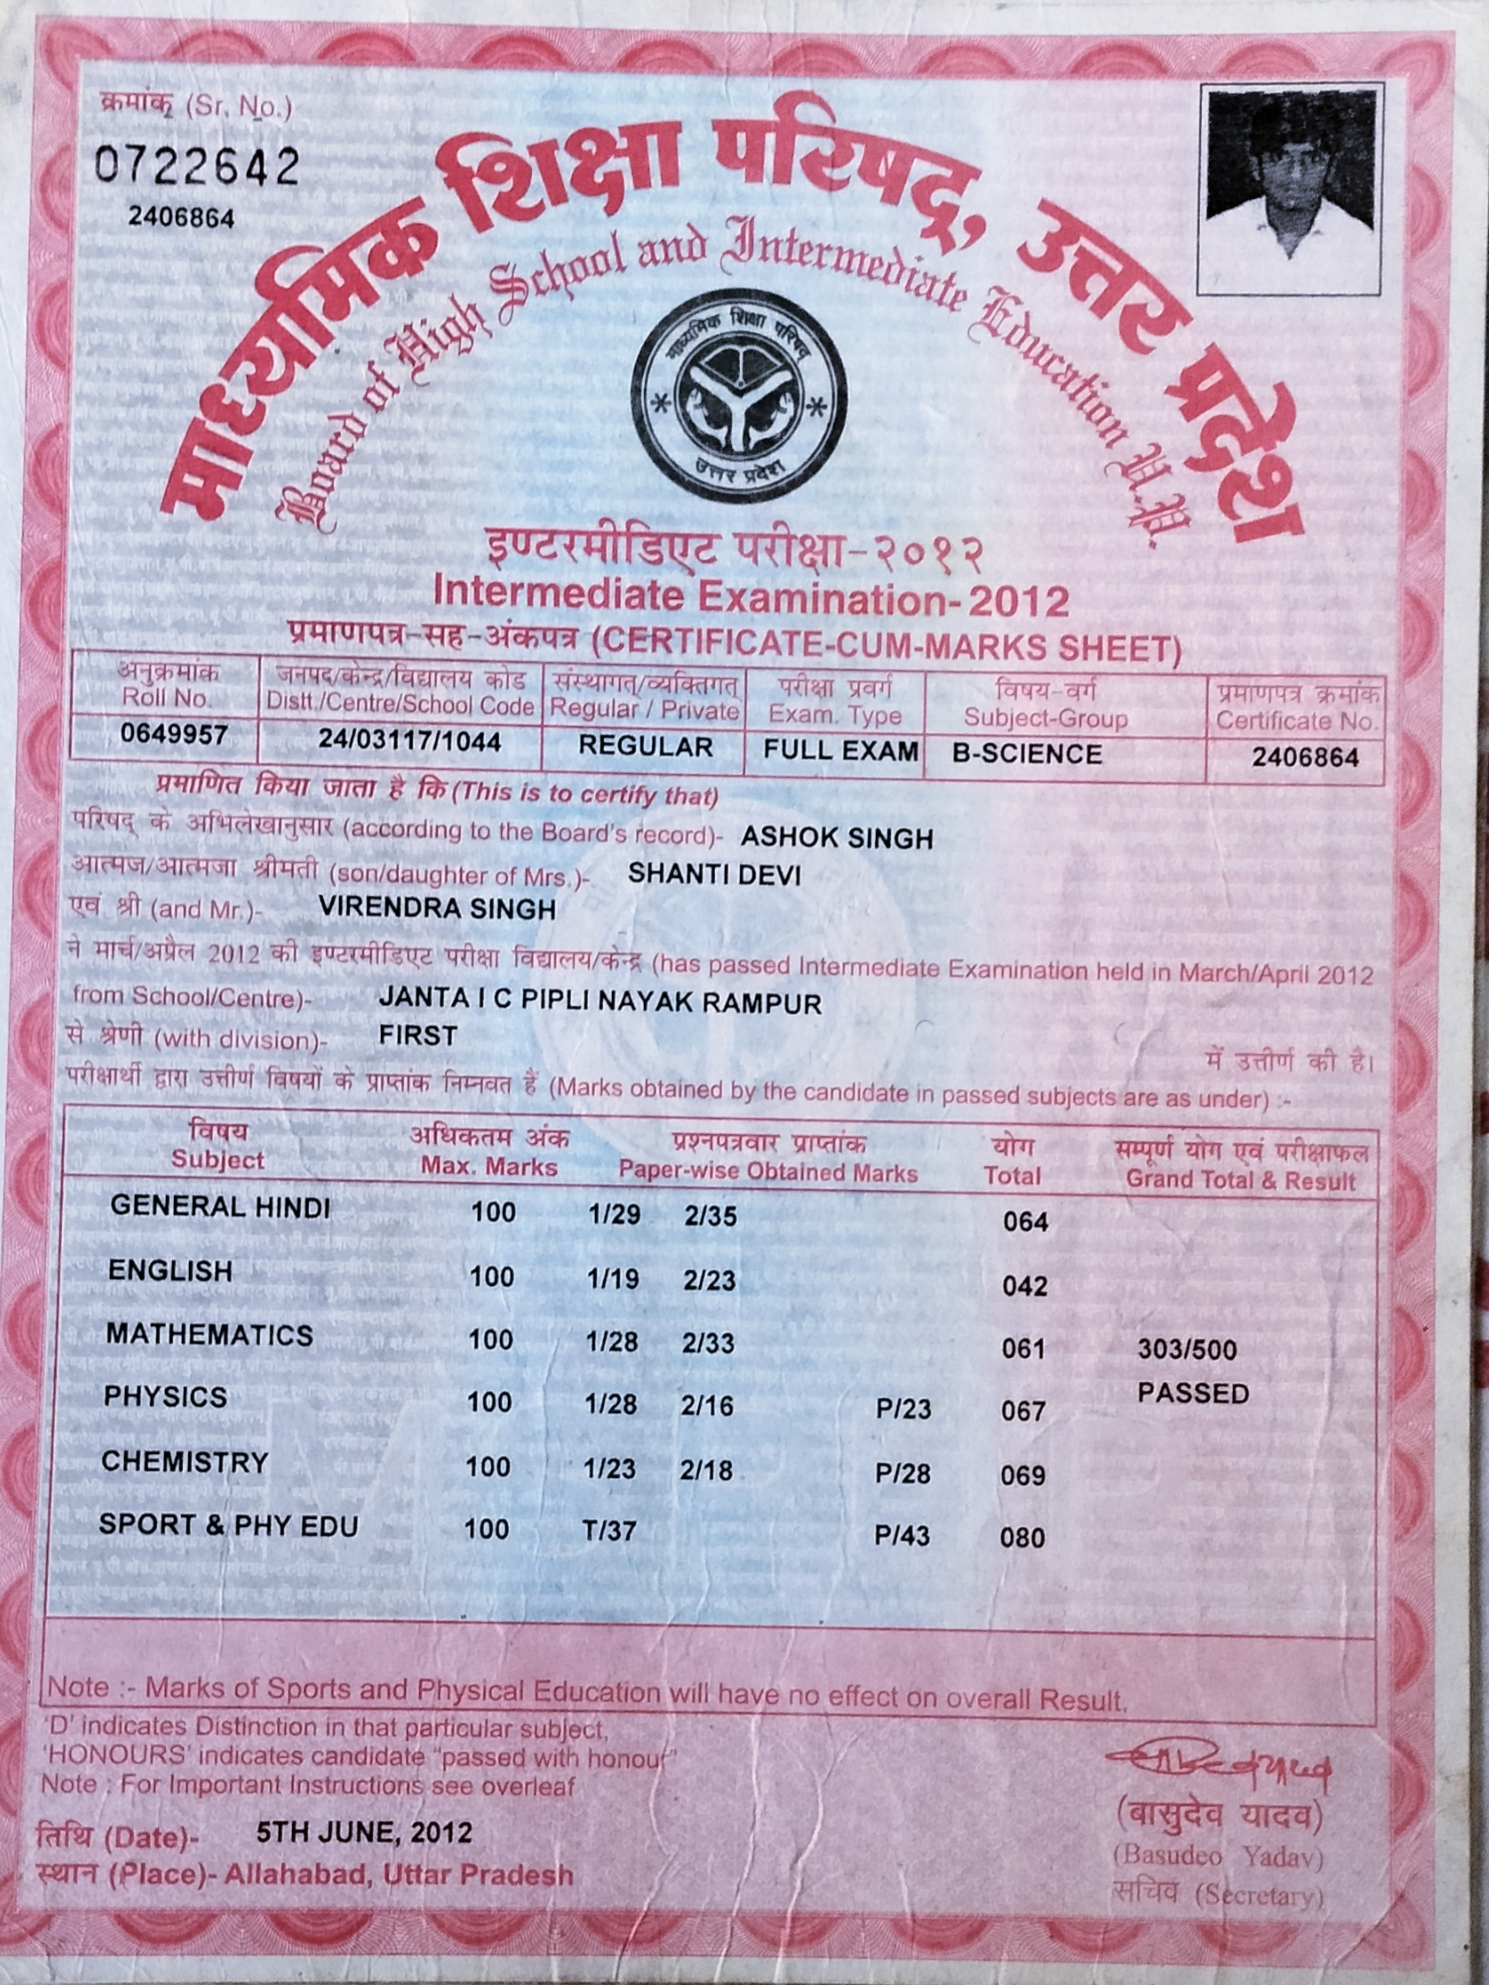 क्रमांक (Sr. No.)
0722642
2406864
माध्यमिक शिक्षा परिषद्, उत्तर प्रदेश
Board of High School and Intermediate Education U.P.
माध्यमिक शिक्षा परिषद्
उत्तर प्रदेश
इण्टरमीडिएट परीक्षा-२०१२
Intermediate Examination-2012
प्रमाणपत्र-सह-अंकपत्र (CERTIFICATE-CUM-MARKS SHEET)
अनुक्रमांक जनपद/केन्द्र/विद्यालय कोड संस्थागत्/व्यक्तिगत् परीक्षा प्रवर्ग विषय-वर्ग प्रमाणपत्र क्रमांक
Roll No. Distt./Centre/School Code Regular / Private Exam. Type Subject-Group Certificate No.
0649957 24/03117/1044 REGULAR FULL EXAM B-SCIENCE 2406864
प्रमाणित किया जाता है कि (This is to certify that)
परिषद् के अभिलेखानुसार (according to the Board's record)- ASHOK SINGH
आत्मज/आत्मजा श्रीमती (son/daughter of Mrs.)- SHANTI DEVI
एवं श्री (and Mr.)- VIRENDRA SINGH
ने मार्च/अप्रैल 2012 की इण्टरमीडिएट परीक्षा विद्यालय/केन्द्र (has passed Intermediate Examination held in March/April 2012
from School/Centre)- JANTA I C PIPLI NAYAK RAMPUR
से श्रेणी (with division)- FIRST
में उत्तीर्ण की है।
परीक्षार्थी द्वारा उत्तीर्ण विषयों के प्राप्तांक निम्नवत हैं (Marks obtained by the candidate in passed subjects are as under) :-
विषय अधिकतम अंक प्रश्नपत्रवार प्राप्तांक योग सम्पूर्ण योग एवं परीक्षाफल
Subject Max. Marks Paper-wise Obtained Marks Total Grand Total & Result
GENERAL HINDI 100 1/29 2/35 064
ENGLISH 100 1/19 2/23 042
MATHEMATICS 100 1/28 2/33 061 303/500
PASSED
PHYSICS 100 1/28 2/16 P/23 067
CHEMISTRY 100 1/23 2/18 P/28 069
SPORT & PHY EDU 100 T/37 P/43 080
Note :- Marks of Sports and Physical Education will have no effect on overall Result.
'D' indicates Distinction in that particular subject,
'HONOURS' indicates candidate "passed with honour"
Note : For Important Instructions see overleaf
तिथि (Date)- 5TH JUNE, 2012
स्थान (Place)- Allahabad, Uttar Pradesh
(बासुदेव यादव)
(Basudeo Yadav)
सचिव (Secretary)